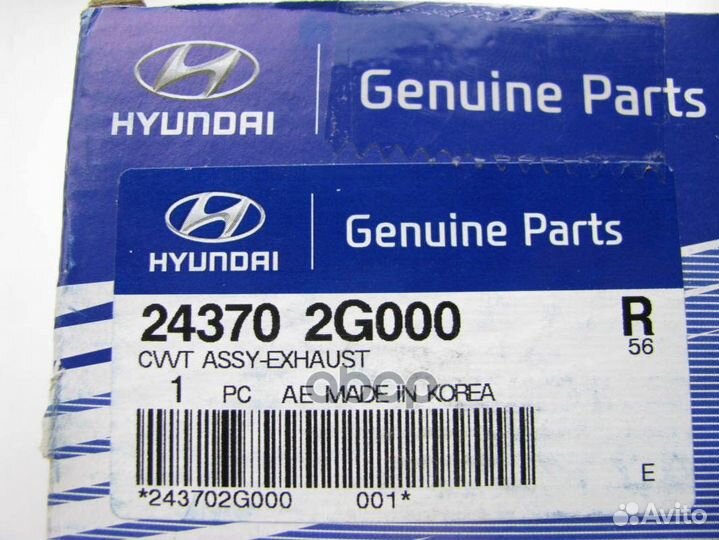 HYUNDAI
Genuine Parts
HYUNDAI
Genuine Parts
24370 2G000
R
56
CVVT ASSY-EXHAUST
1 PC AE MADE IN KOREA
E
*243702G000 001*
Avito